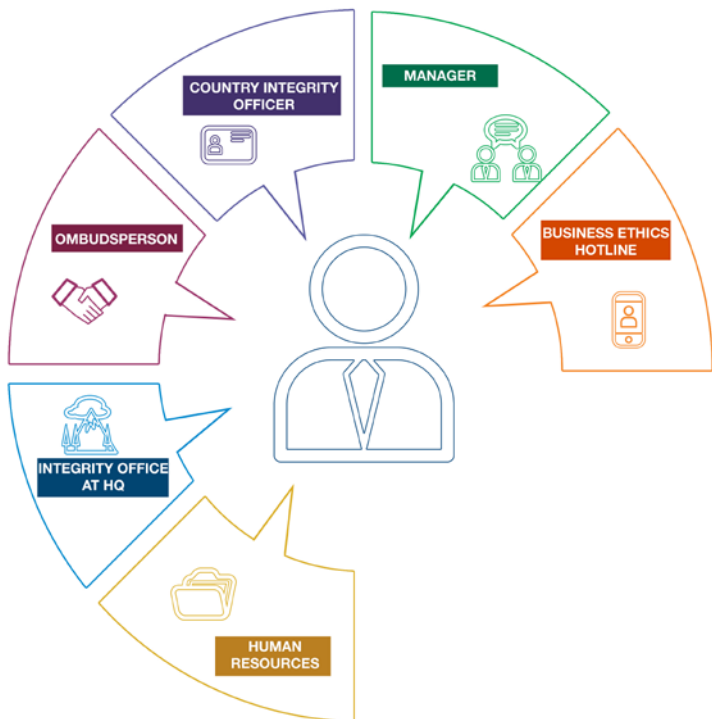 COUNTRY INTEGRITY
OFFICER
MANAGER
OMBUDSPERSON
BUSINESS ETHICS
HOTLINE
INTEGRITY OFFICE
AT HQ
HUMAN
RESOURCES